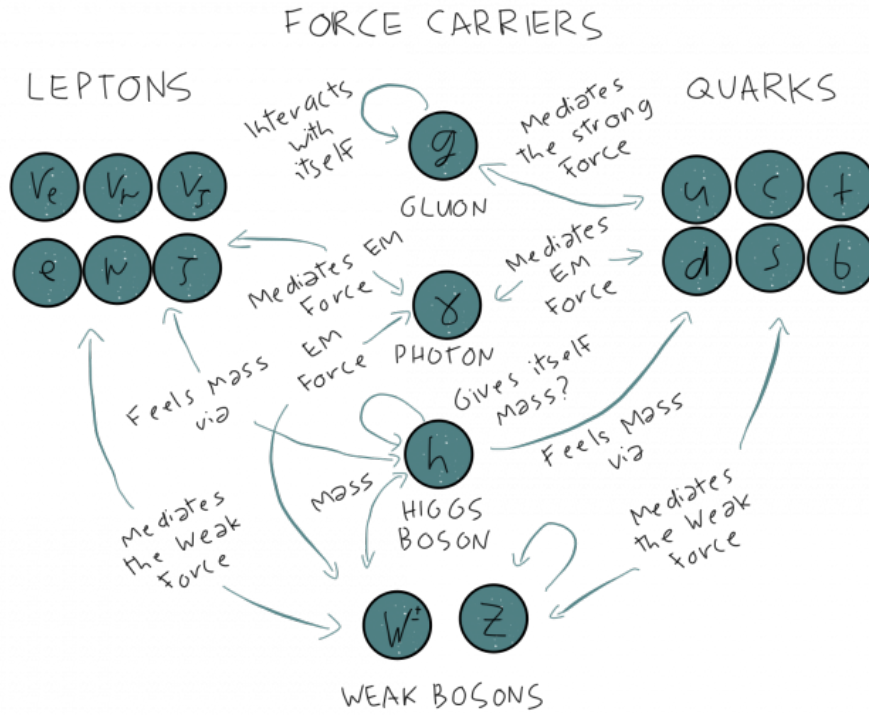 FORCE CARRIERS
LEPTONS
QUARKS
Interacts
with
itself
g
GLUON
Mediates
the strong
Force
νe νμ ντ
e μ τ
u c t
d s b
Mediates EM
Force
γ
PHOTON
Mediates
EM
Force
EM
Force
Feels Mass
via
Gives itself
Mass?
h
HIGGS
BOSON
Mass
Feels Mass
via
Mediates
the Weak
Force
Mediates
the Weak
Force
W± Z
WEAK BOSONS